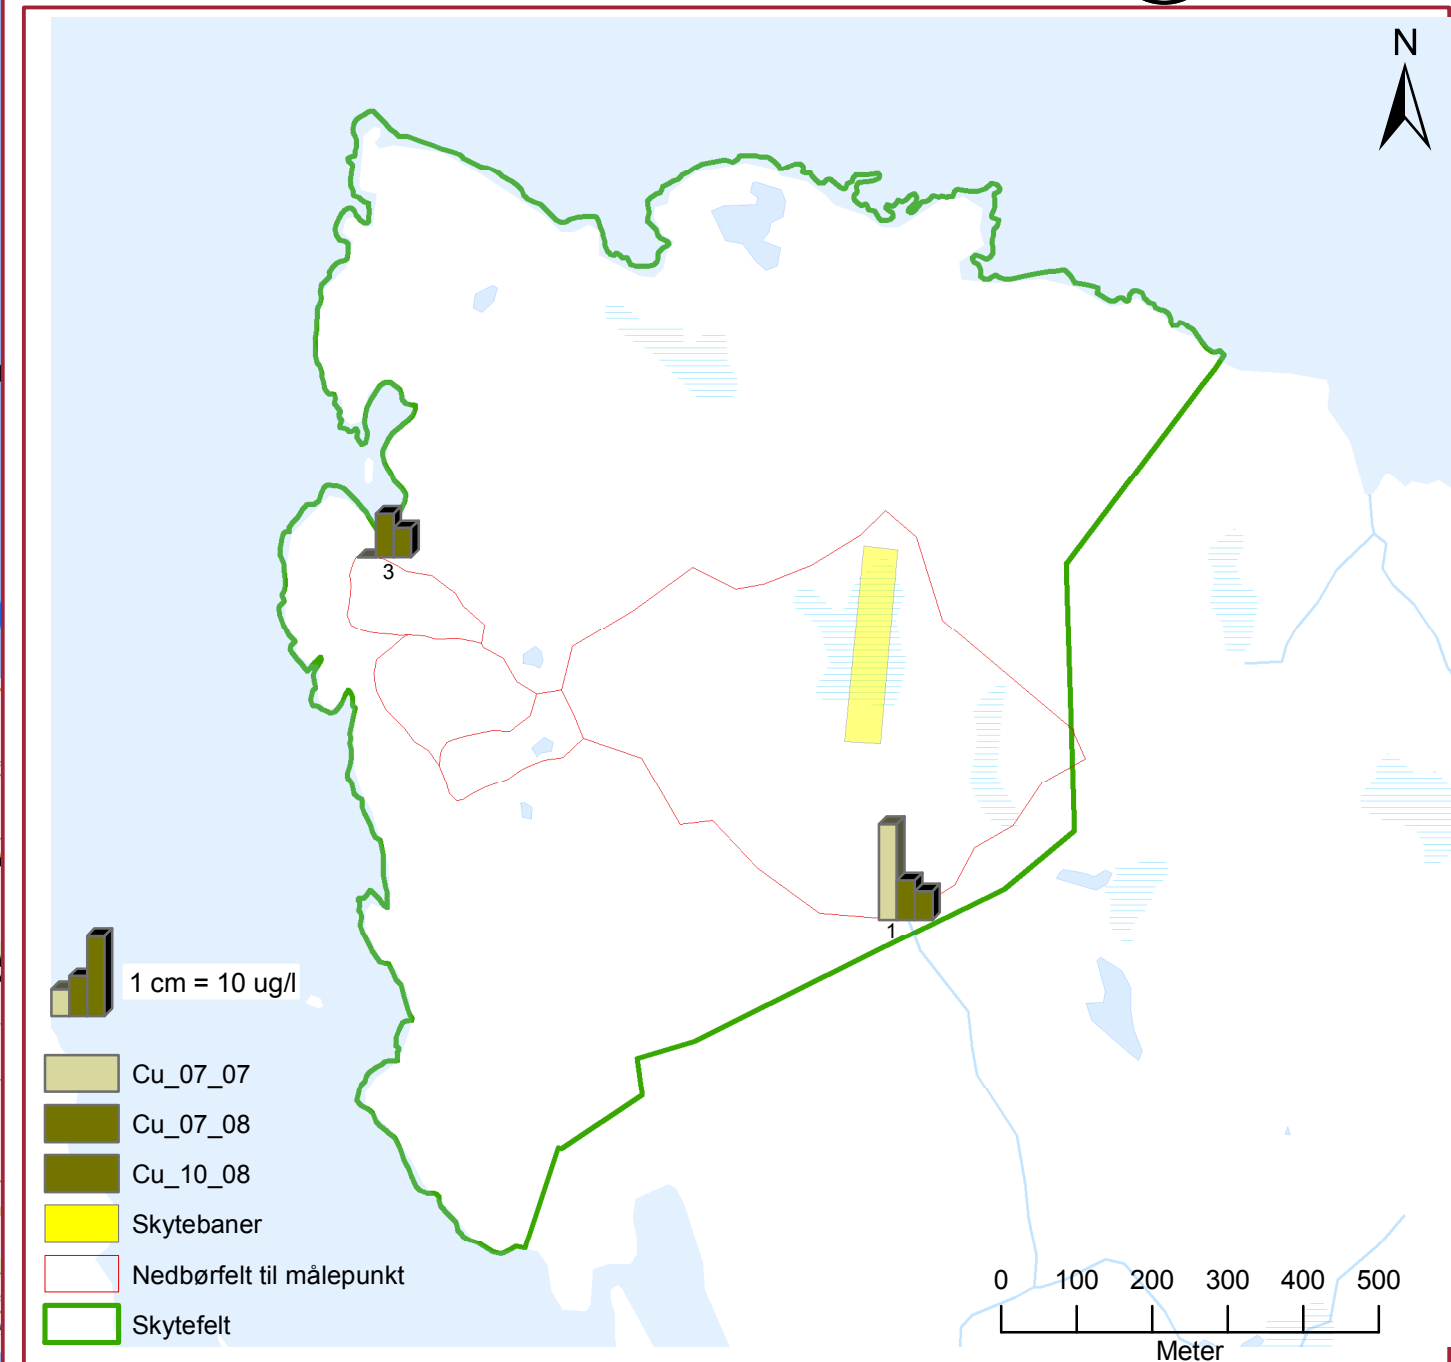 N
3
1
1 cm = 10 ug/l
Cu_07_07
Cu_07_08
Cu_10_08
Skytebaner
Nedbørfelt til målepunkt
Skytefelt
0 100 200 300 400 500
Meter